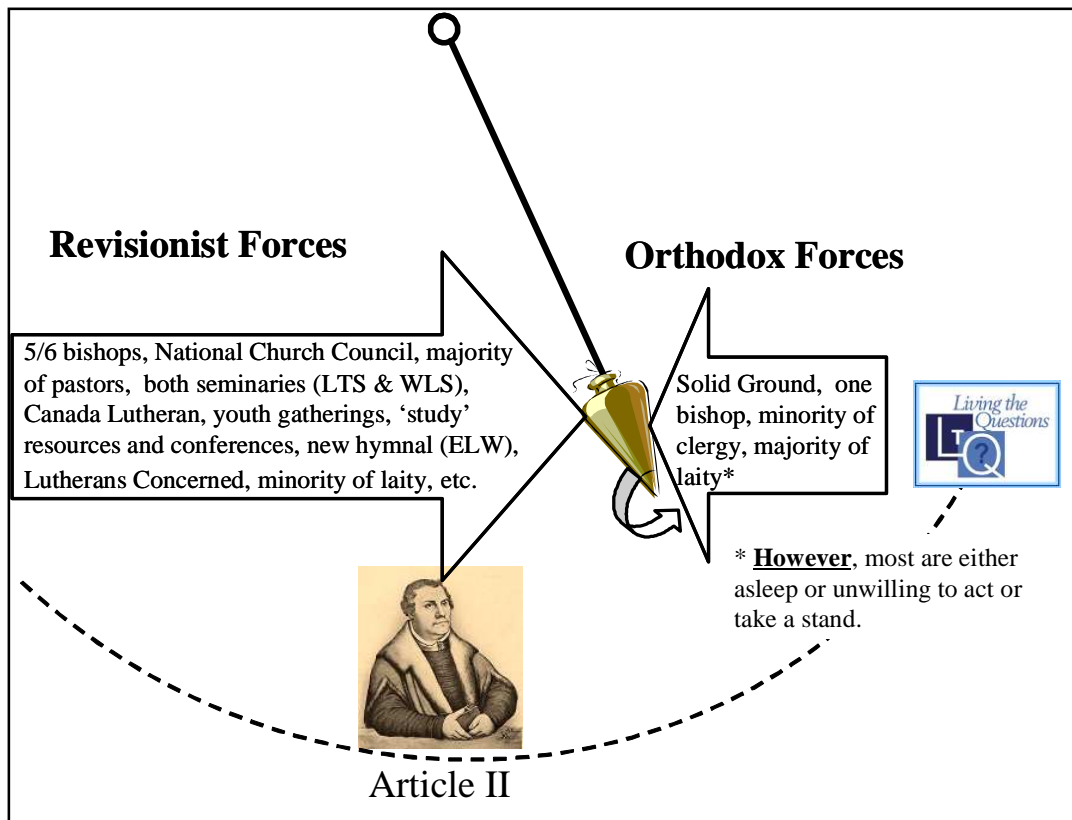 Revisionist Forces
5/6 bishops, National Church Council, majority
of pastors,  both seminaries (LTS & WLS),
Canada Lutheran, youth gatherings, ‘study’
resources and conferences, new hymnal (ELW),
Lutherans Concerned, minority of laity, etc.
Orthodox Forces
Solid Ground,  one
bishop, minority of
clergy, majority of
laity*
Living the
Questions
LTQ
?
* However, most are either
asleep or unwilling to act or
take a stand.
Article II